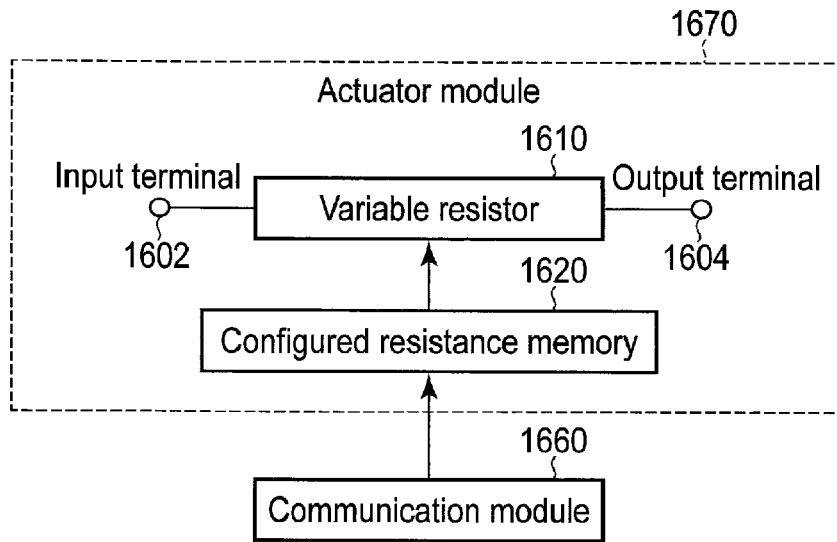 1670
Actuator module
1610
Input terminal
Output terminal
Variable resistor
1602
1604
1620
Configured resistance memory
1660
Communication module